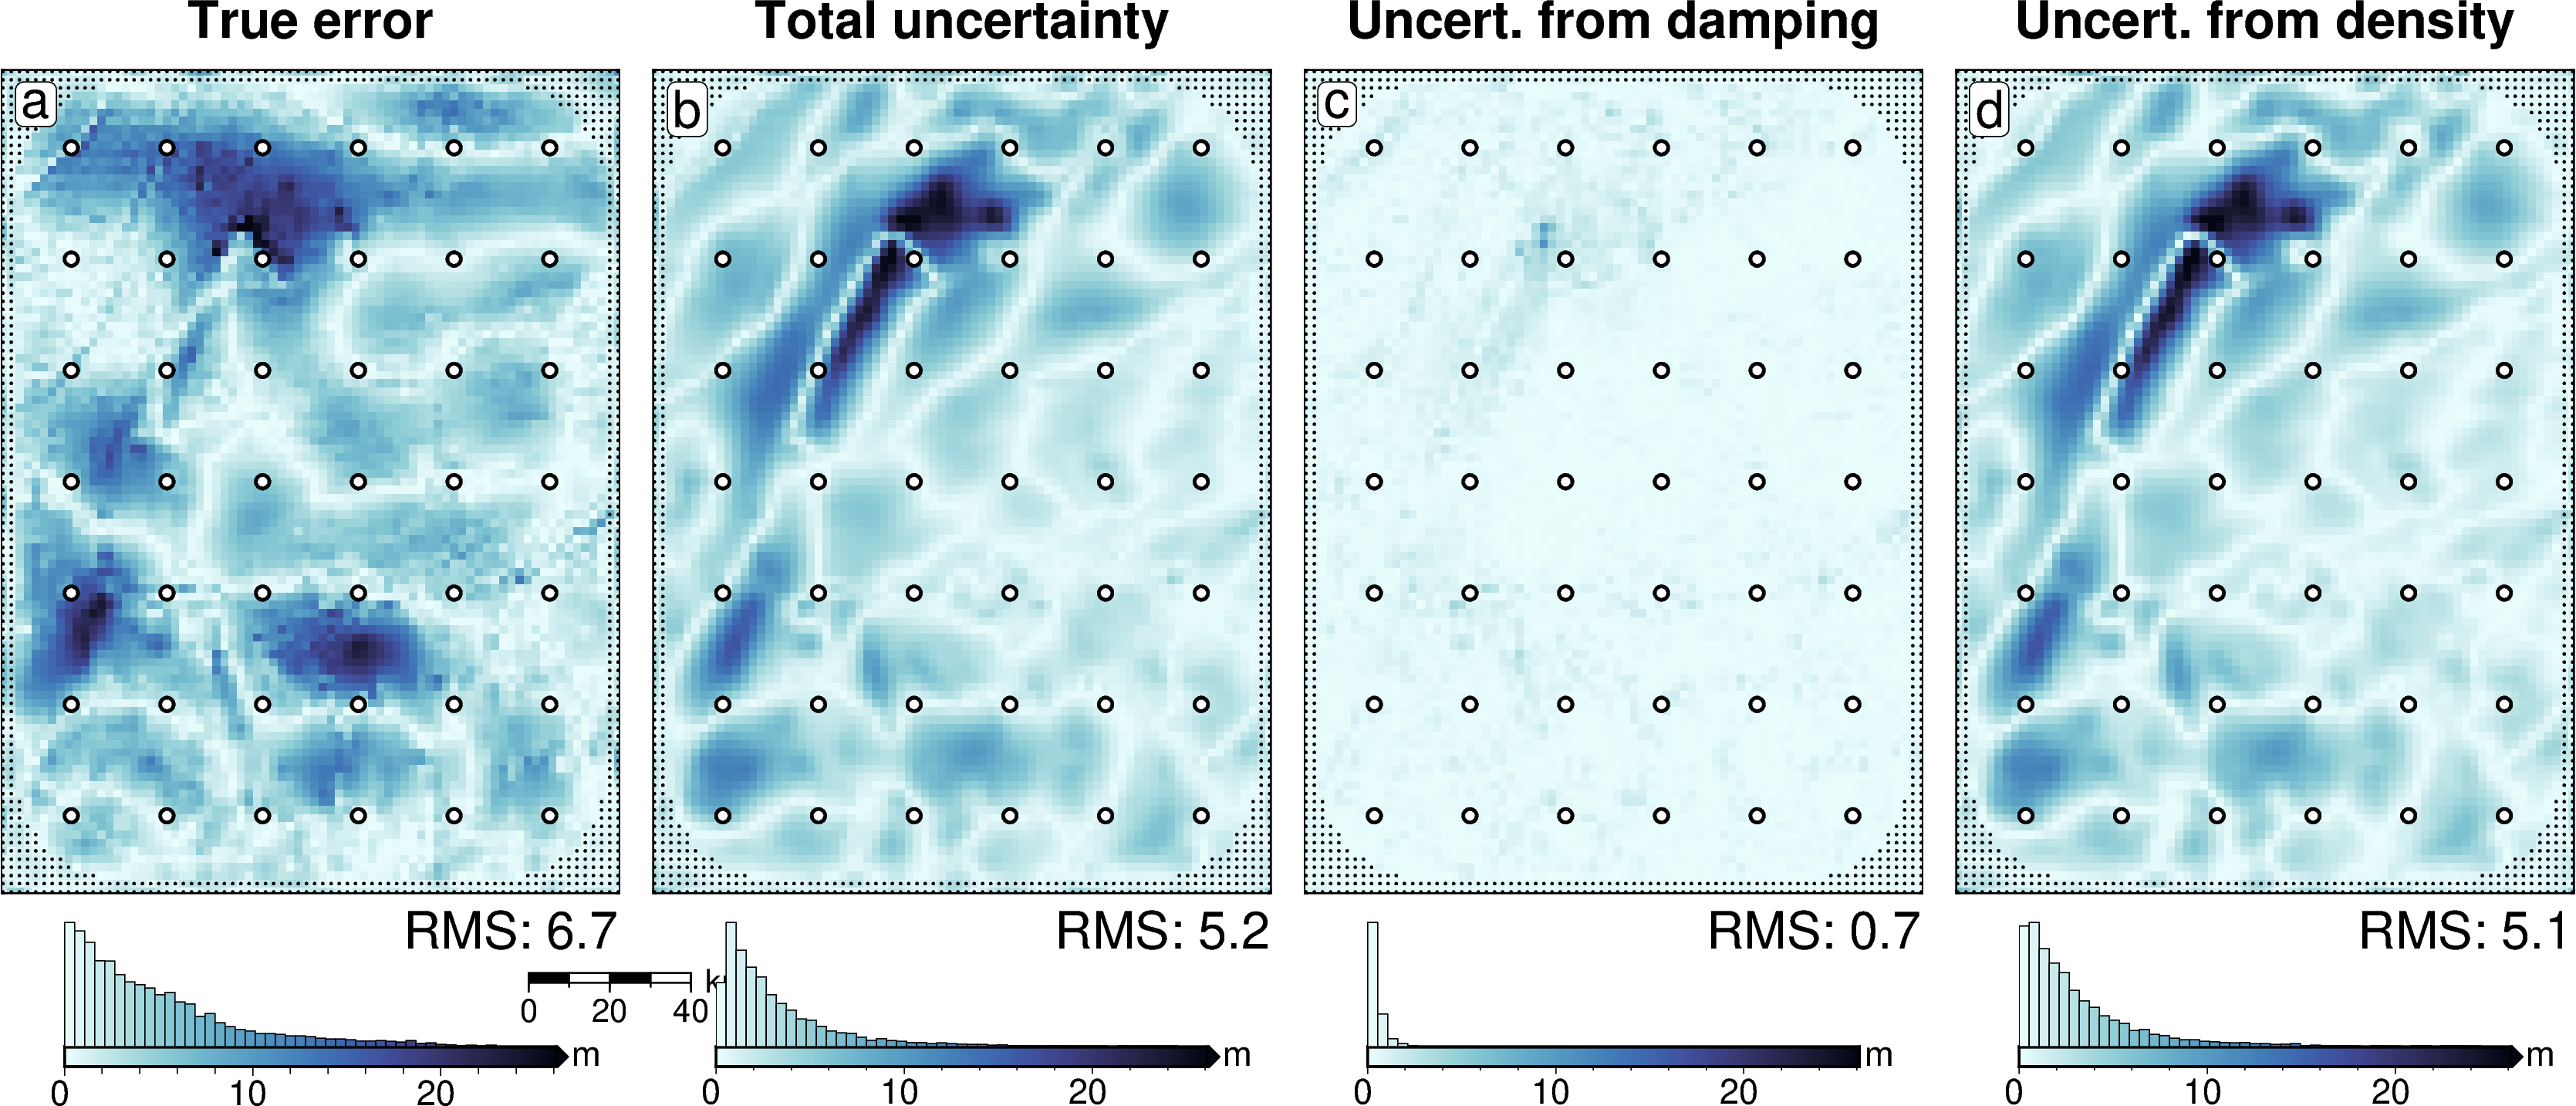 True error Total uncertainty Uncert. from damping Uncert. from density
a b c d
RMS: 6.7 RMS: 5.2 RMS: 0.7 RMS: 5.1
0 20 40
m m m m
0 10 20 0 10 20 0 10 20 0 10 20